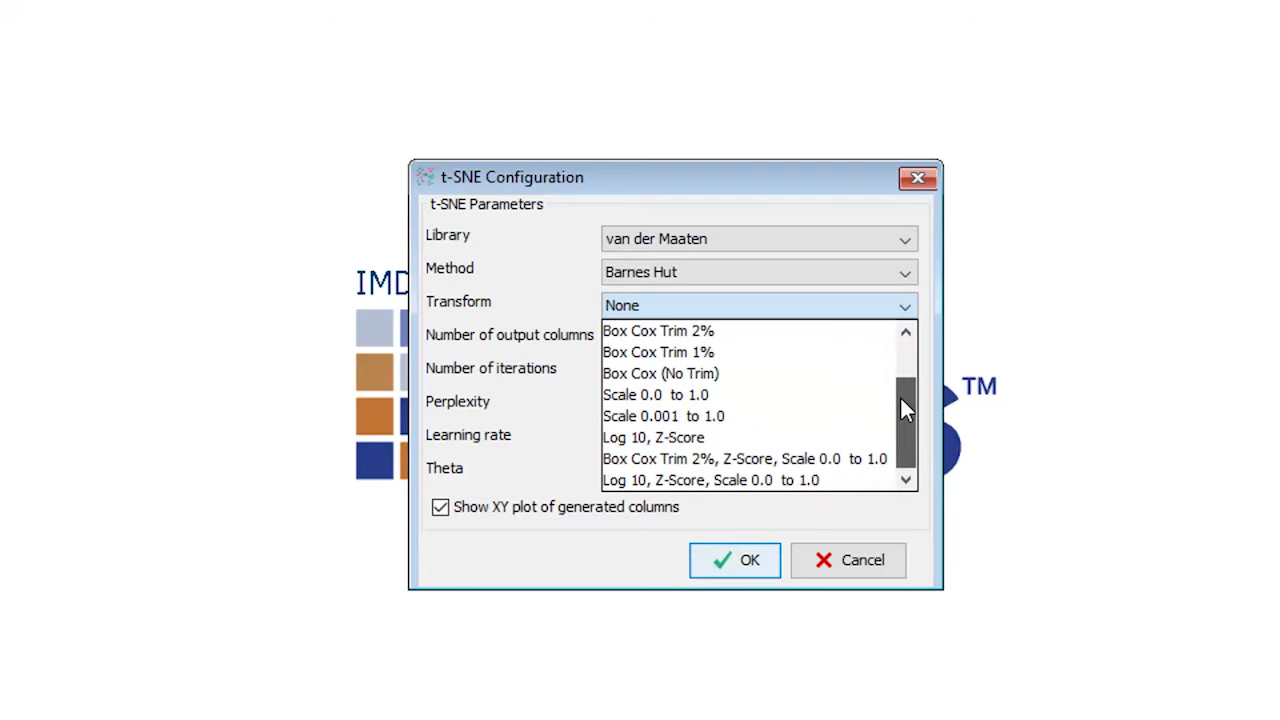 t-SNE Configuration
t-SNE Parameters
Library van der Maaten
Method Barnes Hut
Transform None
Number of output columns
Number of iterations
Perplexity
Learning rate
Theta
Box Cox Trim 2%
Box Cox Trim 1%
Box Cox (No Trim)
Scale 0.0 to 1.0
Scale 0.001 to 1.0
Log 10, Z-Score
Box Cox Trim 2%, Z-Score, Scale 0.0 to 1.0
Log 10, Z-Score, Scale 0.0 to 1.0
Show XY plot of generated columns
OK Cancel
IMD
TM